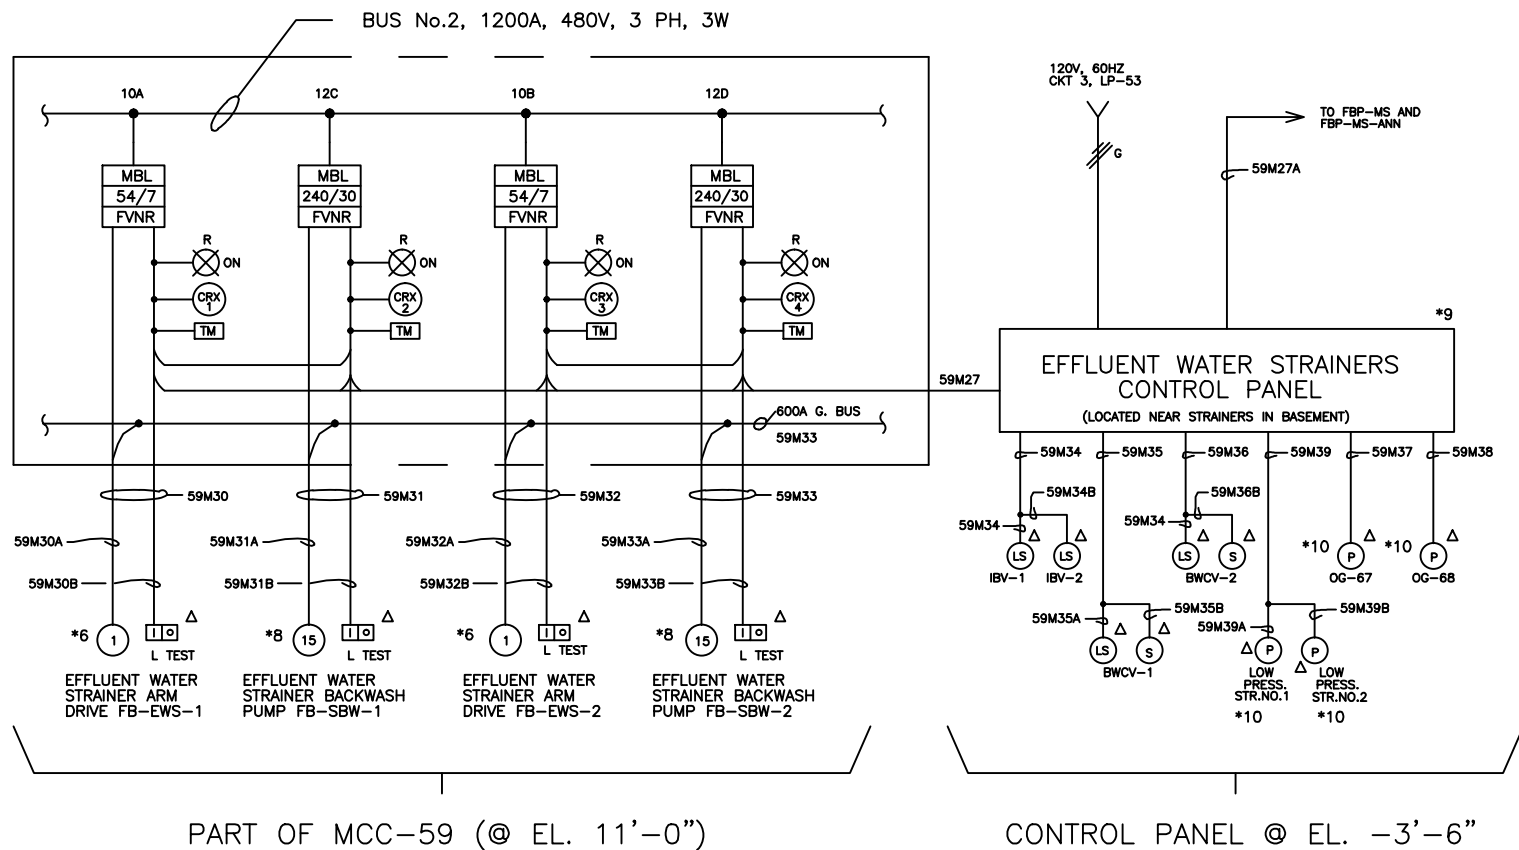 BUS No.2, 1200A, 480V, 3 PH, 3W
10A
12C
10B
12D
MBL
54/7
FVNR
MBL
240/30
FVNR
MBL
54/7
FVNR
MBL
240/30
FVNR
R
ON
CRX
1
TM
R
ON
CRX
2
TM
R
ON
CRX
3
TM
R
ON
CRX
4
TM
600A G. BUS
59M33
59M27
59M30
59M31
59M32
59M33
59M30A
59M31A
59M32A
59M33A
59M30B
59M31B
59M32B
59M33B
*6
1
I O
L TEST
*8
15
I O
L TEST
*6
1
I O
L TEST
*8
15
I O
L TEST
EFFLUENT WATER
STRAINER ARM
DRIVE FB-EWS-1
EFFLUENT WATER
STRAINER BACKWASH
PUMP FB-SBW-1
EFFLUENT WATER
STRAINER ARM
DRIVE FB-EWS-2
EFFLUENT WATER
STRAINER BACKWASH
PUMP FB-SBW-2
PART OF MCC-59 (@ EL. 11'-0")
120V, 60HZ
CKT 3, LP-53
G
TO FBP-MS AND
FBP-MS-ANN
59M27A
*9
EFFLUENT WATER STRAINERS
CONTROL PANEL
(LOCATED NEAR STRAINERS IN BASEMENT)
59M34
59M35
59M36
59M39
59M37
59M38
59M34B
59M36B
59M34
59M34
LS
LS
LS
S
*10
P
*10
P
IBV-1
IBV-2
BWCV-2
OG-67
OG-68
59M35A
59M35B
59M39A
59M39B
LS
S
P
P
BWCV-1
LOW
PRESS.
STR.NO.1
LOW
PRESS.
STR.NO.2
*10
*10
CONTROL PANEL @ EL. -3'-6"